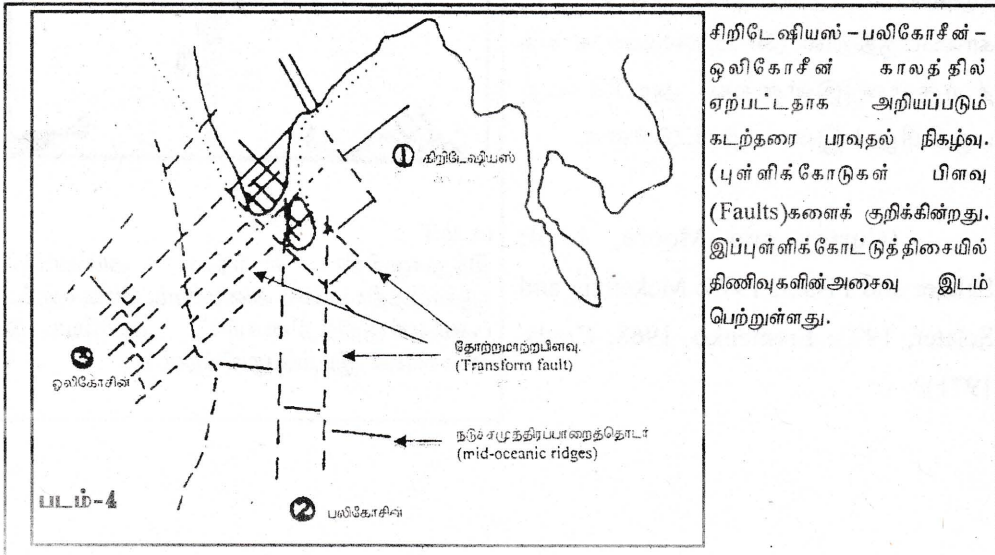 ① கிறிடேஷியஸ்
தோற்றமாற்றபிளவு.
(Transform fault)
③
ஒலிகோசின்
நடுச்சமுத்திரப்பாறைத்தொடர்
(mid-oceanic ridges)
② பலிகோசின்
படம்-4
சிறிடேஷியஸ் – பலிகோசீன் –
ஒலிகோசீன் காலத்தில்
ஏற்பட்டதாக அறியப்படும்
கடற்தரை பரவுதல் நிகழ்வு.
(புள்ளிக்கோடுகள் பிளவு
(Faults)களைக் குறிக்கின்றது.
இப்புள்ளிக்கோட்டுத்திசையில்
திணிவுகளின்அசைவு இடம்
பெற்றுள்ளது.